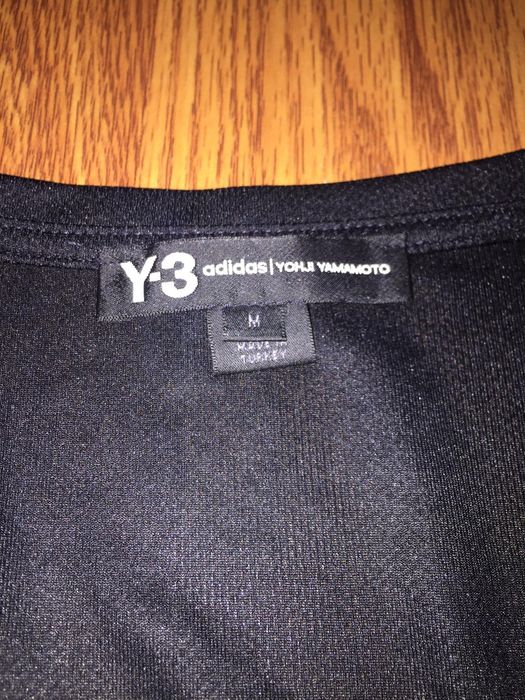 Y-3 adidas | YOHJI YAMAMOTO
M
MADE IN
TURKEY